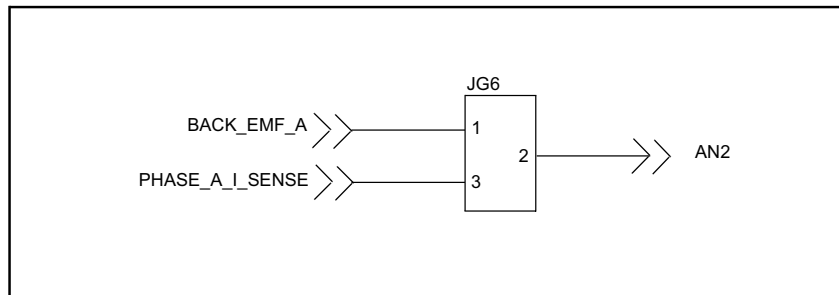 JG6
BACK_EMF_A
1
2
AN2
PHASE_A_I_SENSE
3